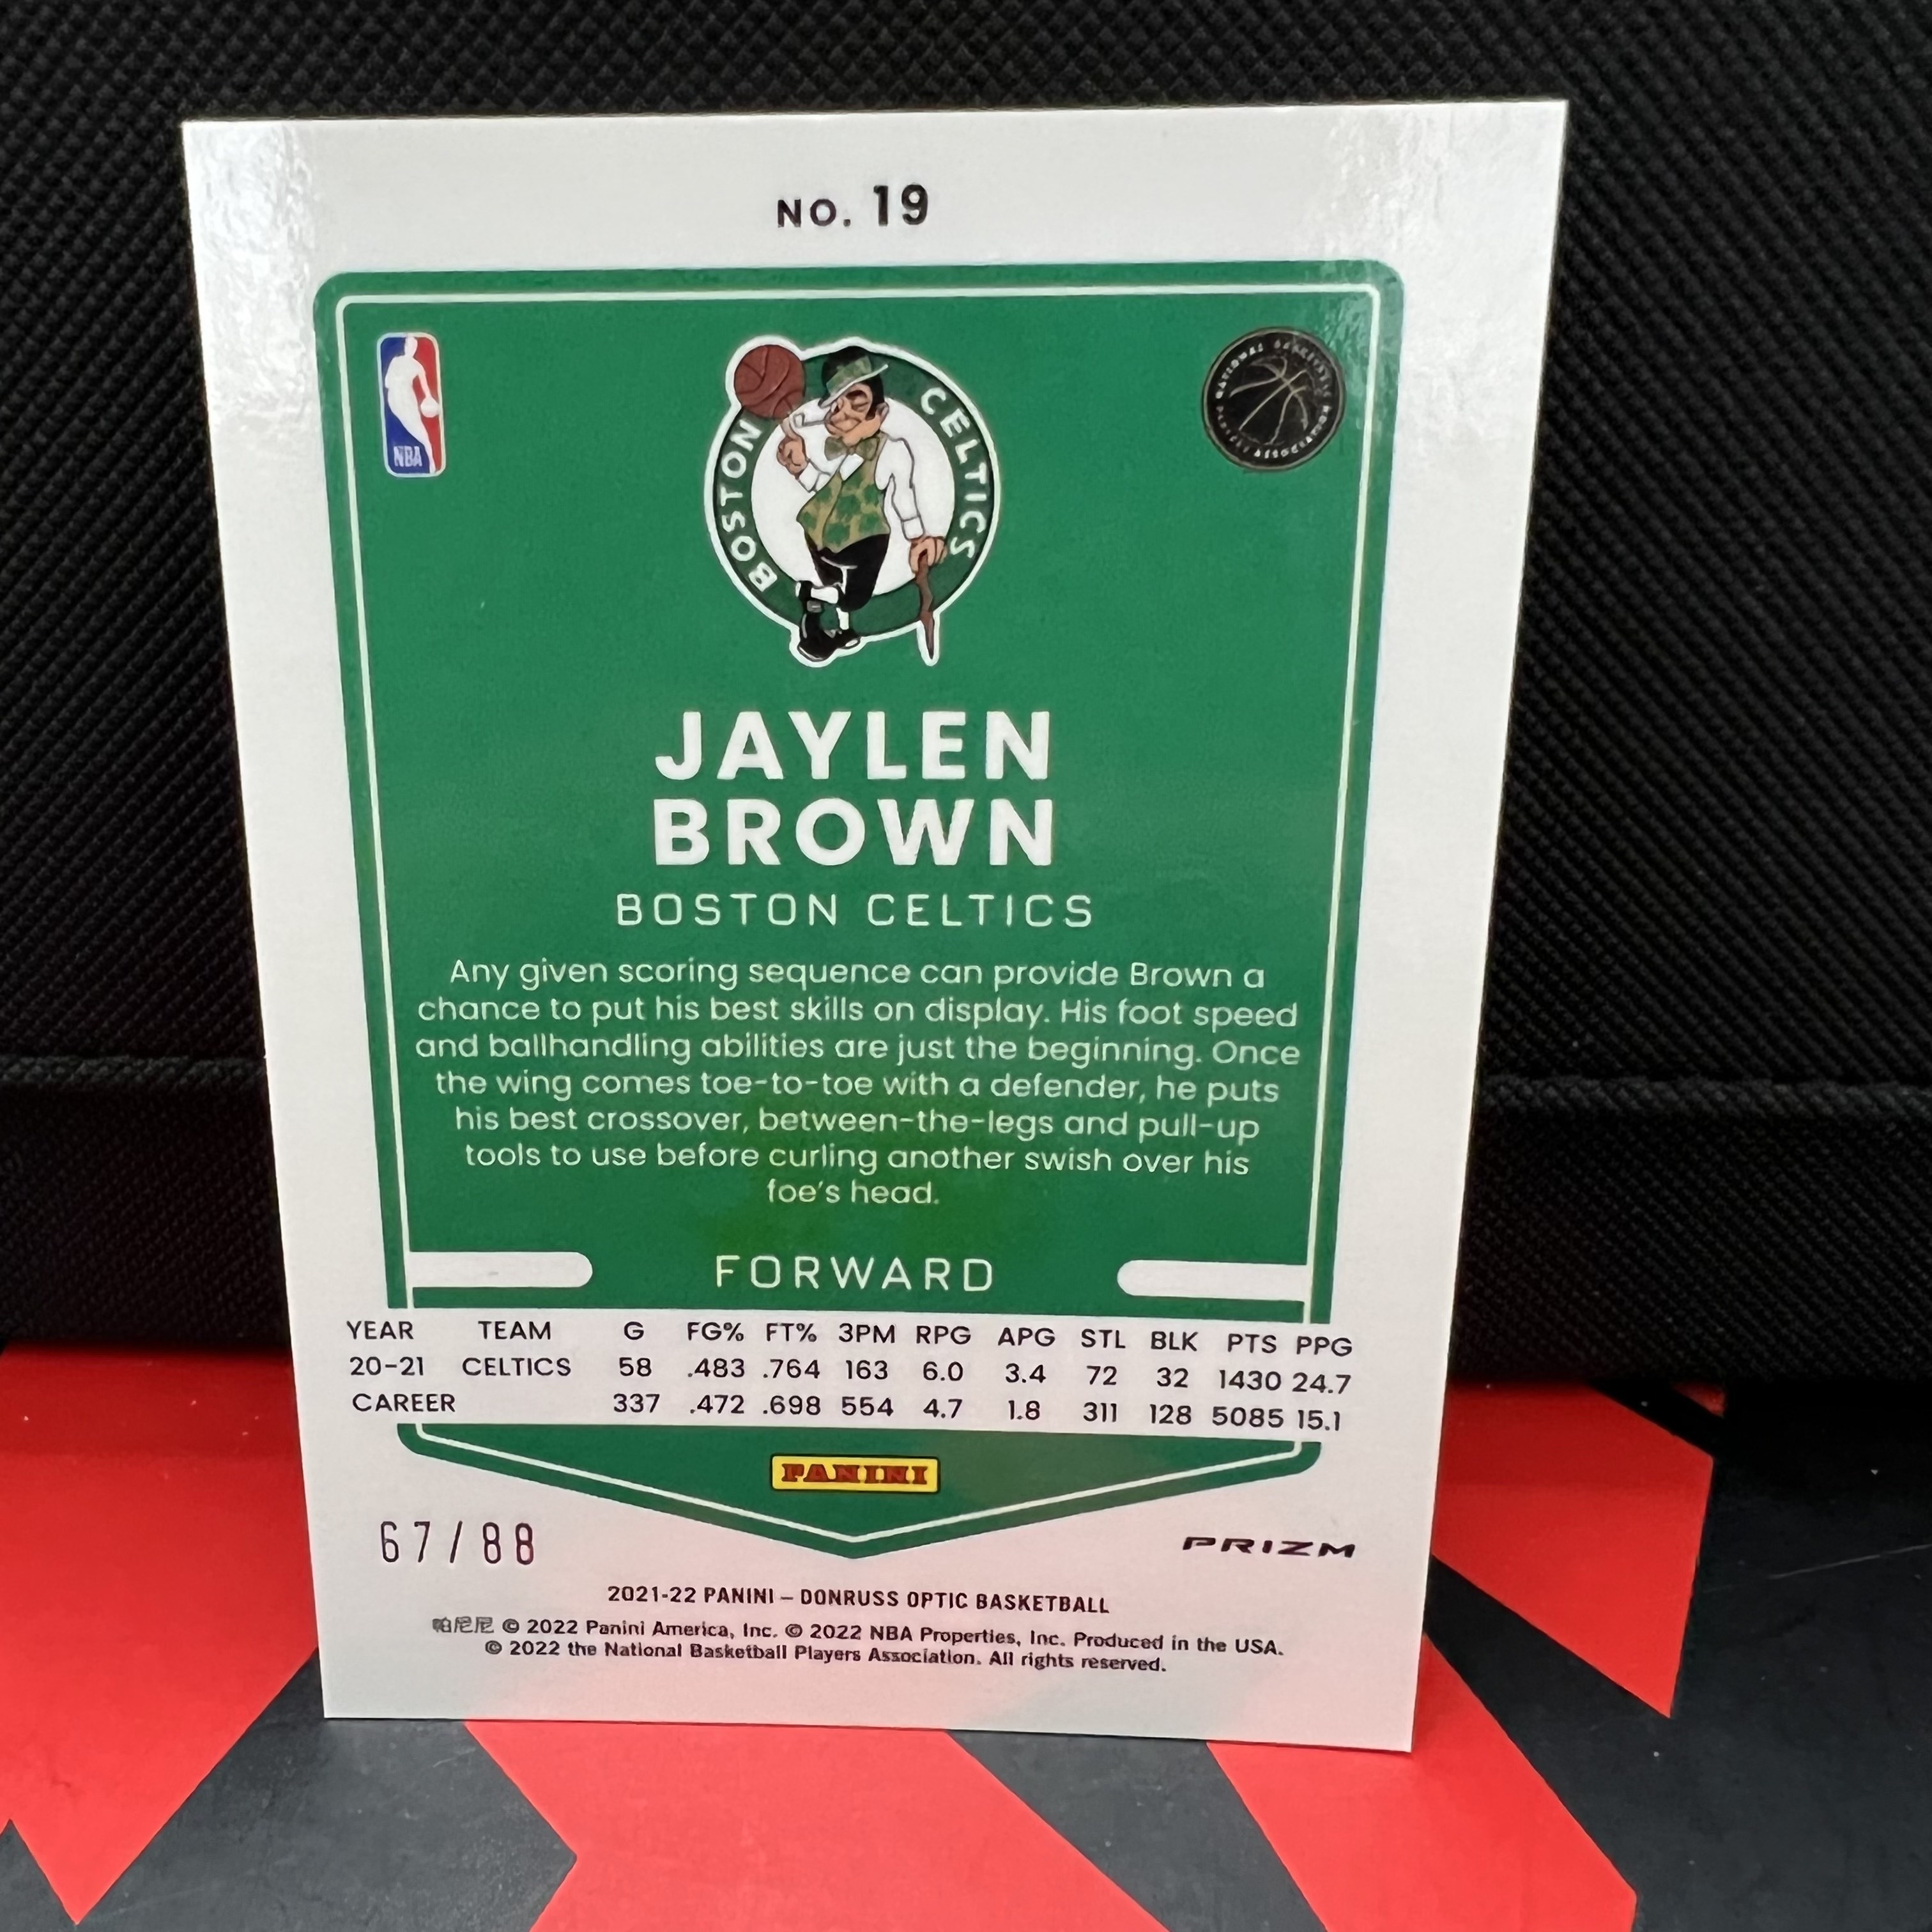 NO. 19
NBA
BOSTON CELTICS
NATIONAL BASKETBALL PLAYERS ASSOCIATION
JAYLEN
BROWN
BOSTON CELTICS
Any given scoring sequence can provide Brown a
chance to put his best skills on display. His foot speed
and ballhandling abilities are just the beginning. Once
the wing comes toe-to-toe with a defender, he puts
his best crossover, between-the-legs and pull-up
tools to use before curling another swish over his
foe's head.
FORWARD
YEAR TEAM G FG% FT% 3PM RPG APG STL BLK PTS PPG
20-21 CELTICS 58 .483 .764 163 6.0 3.4 72 32 1430 24.7
CAREER 337 .472 .698 554 4.7 1.8 311 128 5085 15.1
PANINI
67/88
PRIZM
2021-22 PANINI – DONRUSS OPTIC BASKETBALL
帕尼尼 © 2022 Panini America, Inc. © 2022 NBA Properties, Inc. Produced in the USA.
© 2022 the National Basketball Players Association. All rights reserved.